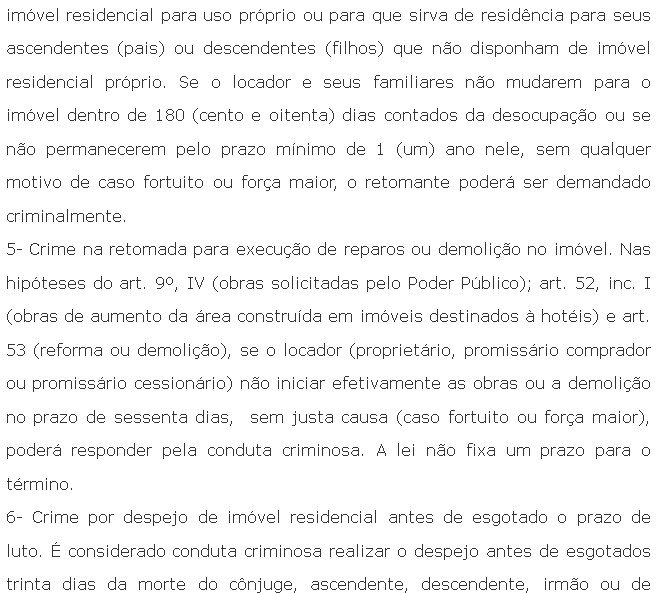 imóvel residencial para uso próprio ou para que sirva de residência para seus
ascendentes (pais) ou descendentes (filhos) que não disponham de imóvel
residencial próprio. Se o locador e seus familiares não mudarem para o
imóvel dentro de 180 (cento e oitenta) dias contados da desocupação ou se
não permanecerem pelo prazo mínimo de 1 (um) ano nele, sem qualquer
motivo de caso fortuito ou força maior, o retomante poderá ser demandado
criminalmente.
5- Crime na retomada para execução de reparos ou demolição no imóvel. Nas
hipóteses do art. 9º, IV (obras solicitadas pelo Poder Público); art. 52, inc. I
(obras de aumento da área construída em imóveis destinados à hotéis) e art.
53 (reforma ou demolição), se o locador (proprietário, promissário comprador
ou promissário cessionário) não iniciar efetivamente as obras ou a demolição
no prazo de sessenta dias, sem justa causa (caso fortuito ou força maior),
poderá responder pela conduta criminosa. A lei não fixa um prazo para o
término.
6- Crime por despejo de imóvel residencial antes de esgotado o prazo de
luto. É considerado conduta criminosa realizar o despejo antes de esgotados
trinta dias da morte do cônjuge, ascendente, descendente, irmão ou de